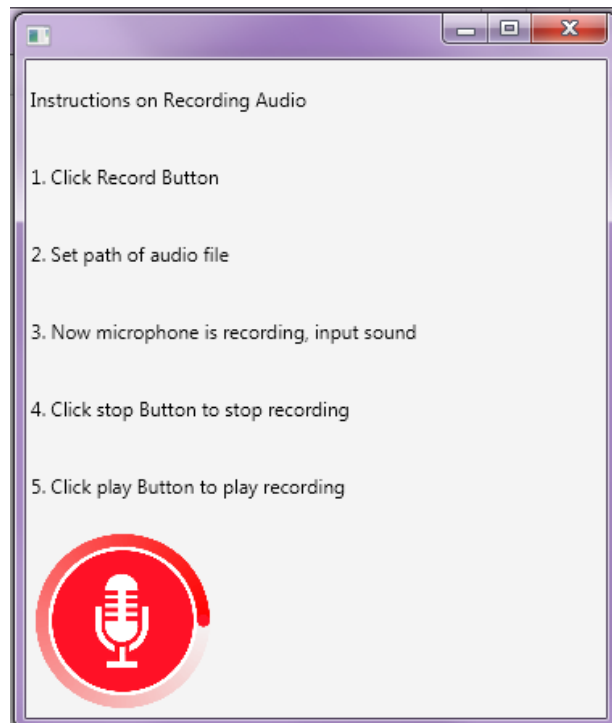 Instructions on Recording Audio
1. Click Record Button
2. Set path of audio file
3. Now microphone is recording, input sound
4. Click stop Button to stop recording
5. Click play Button to play recording